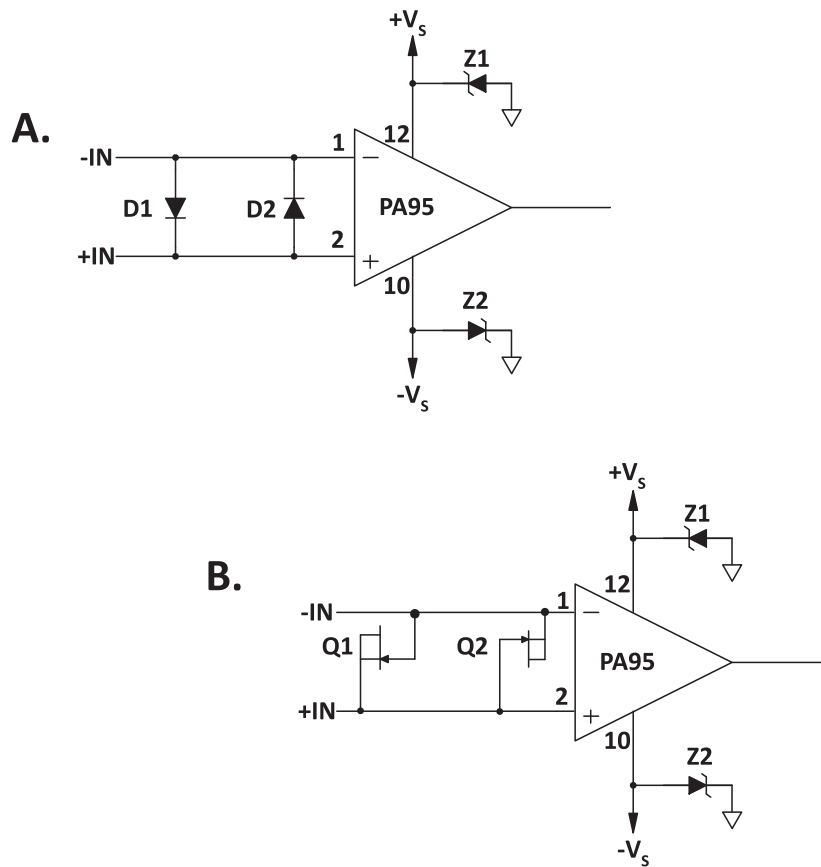 +VS
Z1
A.
12
1
-IN
−
D1
D2
PA95
2
+IN
+
10
Z2
-VS
+VS
Z1
B.
12
1
-IN
−
Q1
Q2
PA95
2
+IN
+
10
Z2
-VS